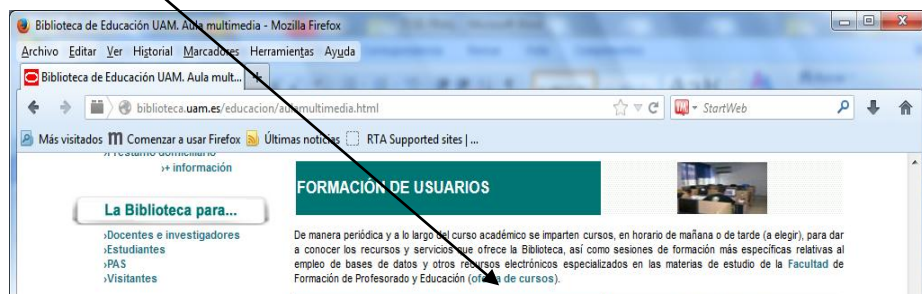 Biblioteca de Educación UAM. Aula multimedia - Mozilla Firefox
Archivo Editar Ver Historial Marcadores Herramientas Ayuda
Biblioteca de Educación UAM. Aula mult... +
biblioteca.uam.es/educacion/aulamultimedia.html StartWeb
Más visitados Comenzar a usar Firefox Últimas noticias RTA Supported sites | ...
›+ información
FORMACIÓN DE USUARIOS
La Biblioteca para...
›Docentes e investigadores
›Estudiantes
›PAS
›Visitantes
De manera periódica y a lo largo del curso académico se imparten cursos, en horario de mañana o de tarde (a elegir), para dar
a conocer los recursos y servicios que ofrece la Biblioteca, así como sesiones de formación más específicas relativas al
empleo de bases de datos y otros recursos electrónicos especializados en las materias de estudio de la Facultad de
Formación de Profesorado y Educación (oferta de cursos).